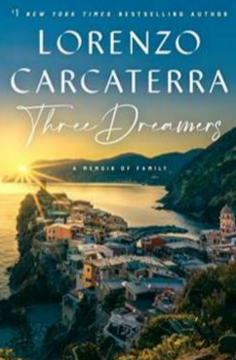 #1 NEW YORK TIMES BESTSELLING AUTHOR
LORENZO
CARCATERRA
Three Dreamers
A MEMOIR OF FAMILY